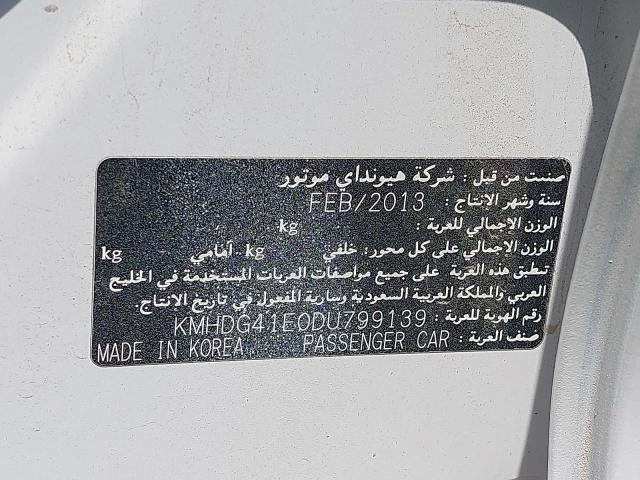 صنعت من قبل : شركة هيونداي موتور
سنة وشهر الانتاج : FEB/2013
الوزن الاجمالي للعربة : kg
الوزن الاجمالي على كل محور: خلفي kg أمامي kg
تنطبق هذه العربة على جميع مواصفات العربات المستخدمة في الخليج
العربي والمملكة العربية السعودية وسارية المفعول في تاريخ الانتاج.
رقم الهوية للعربة : KMHDG41E0DU799139
صنف العربة : PASSENGER CAR MADE IN KOREA